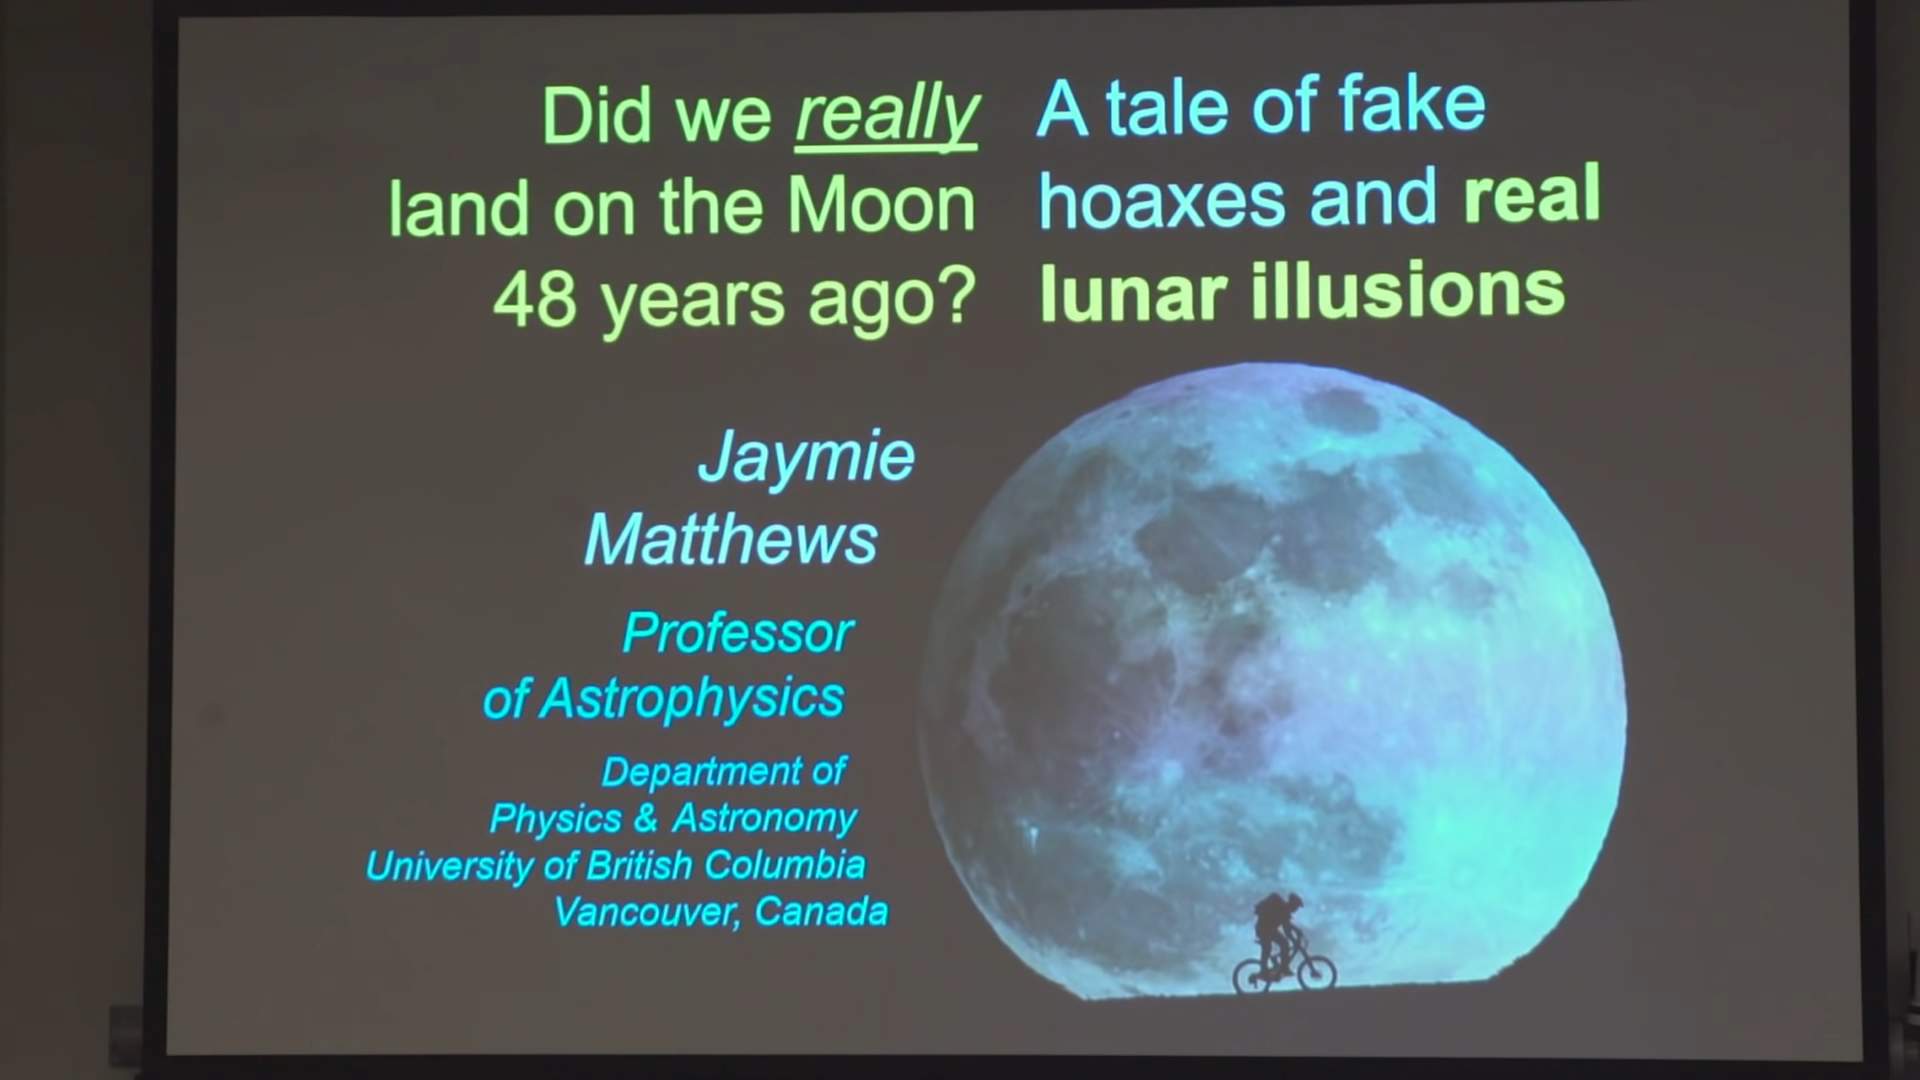 Did we really
land on the Moon
48 years ago?
A tale of fake
hoaxes and real
lunar illusions
Jaymie
Matthews
Professor
of Astrophysics
Department of
Physics & Astronomy
University of British Columbia
Vancouver, Canada